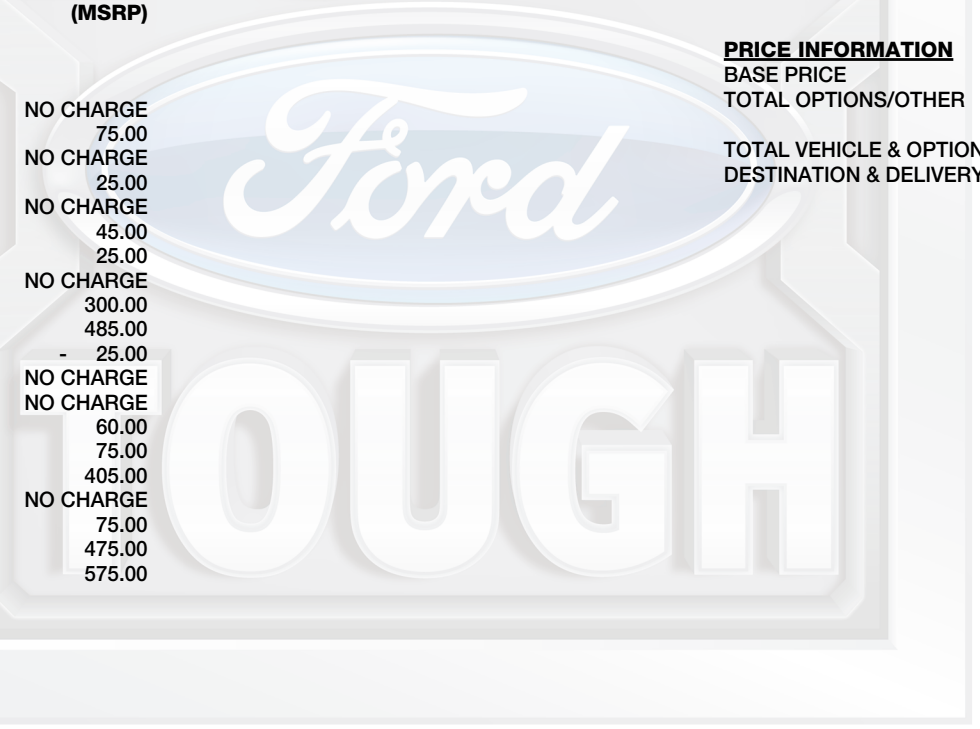 (MSRP)
NO CHARGE
75.00
NO CHARGE
25.00
NO CHARGE
45.00
25.00
NO CHARGE
300.00
485.00
- 25.00
NO CHARGE
NO CHARGE
60.00
75.00
405.00
NO CHARGE
75.00
475.00
575.00
PRICE INFORMATION
BASE PRICE
TOTAL OPTIONS/OTHER
TOTAL VEHICLE & OPTION
DESTINATION & DELIVERY
Ford
TOUGH